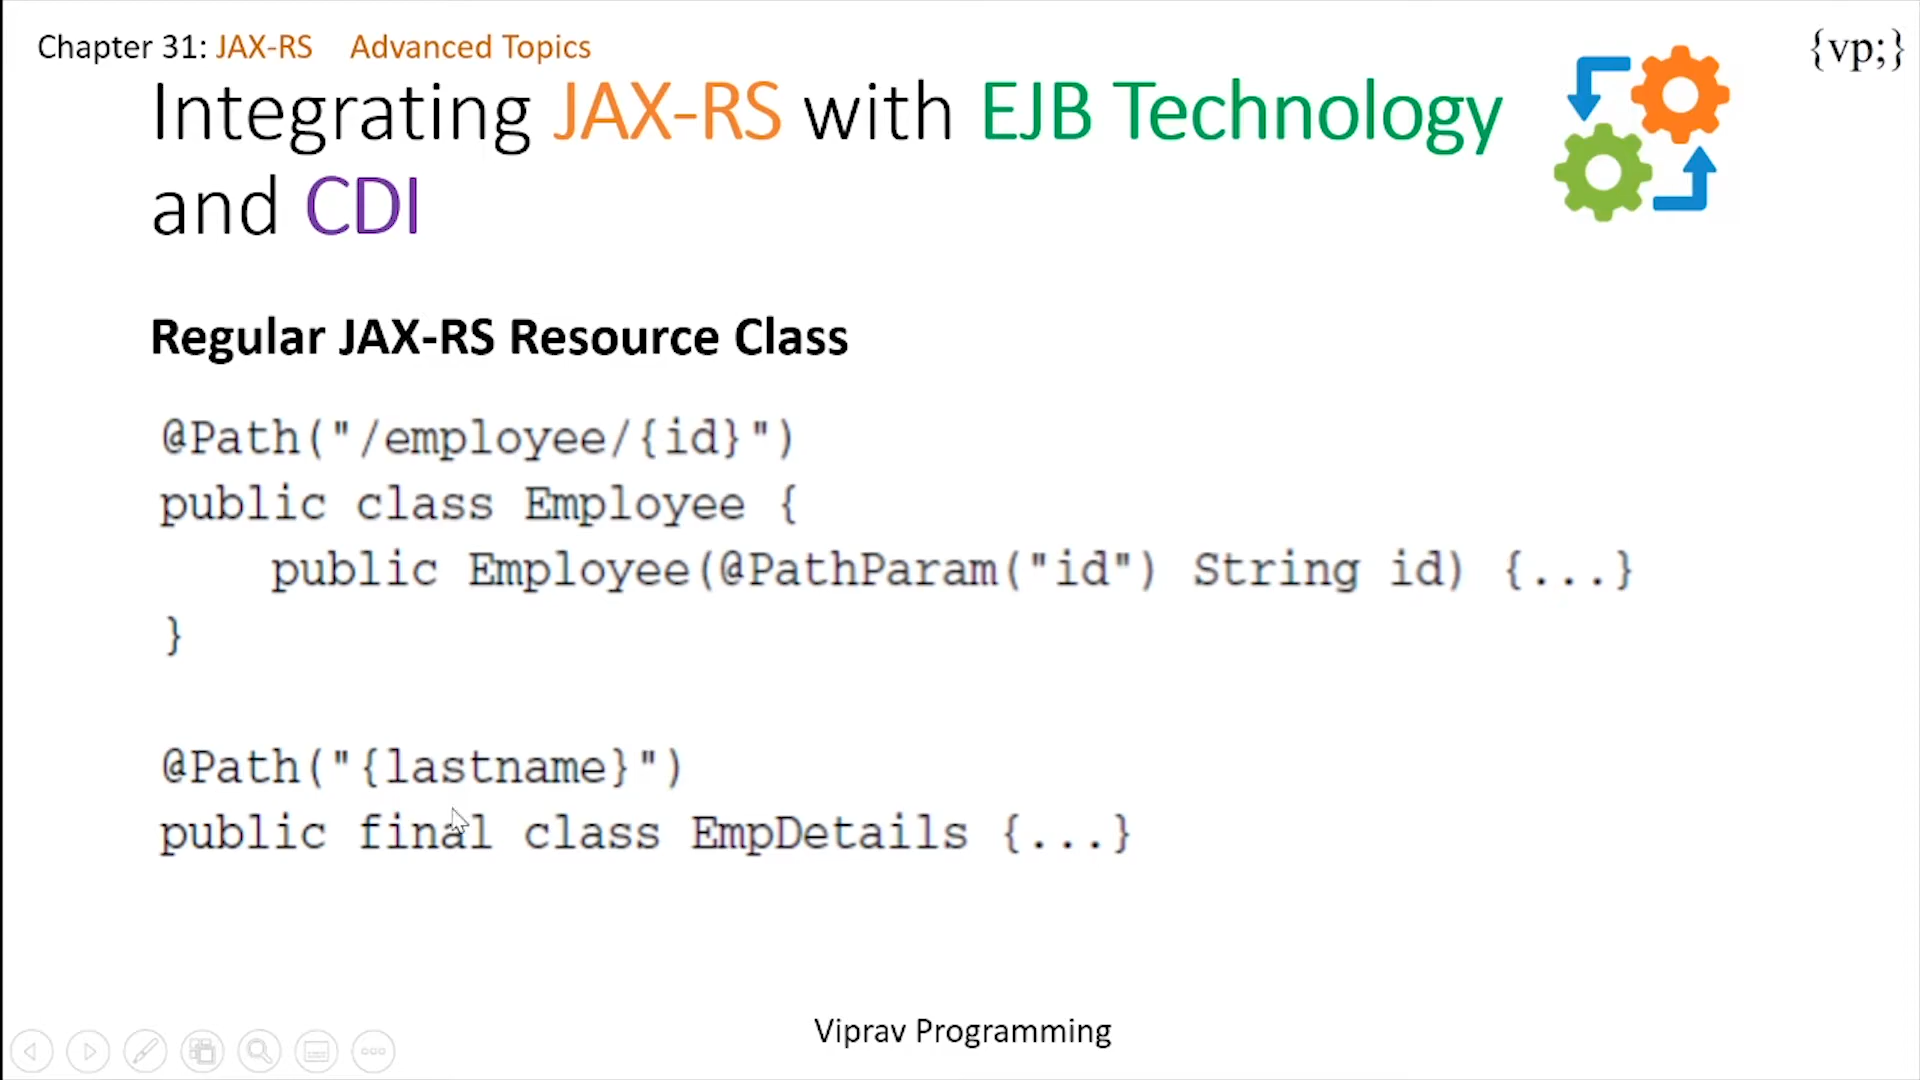 Chapter 31: JAX-RS Advanced Topics
{vp;}
Integrating JAX-RS with EJB Technology
and CDI
Regular JAX-RS Resource Class
@Path("/employee/{id}")
public class Employee {
    public Employee(@PathParam("id") String id) {...}
}
@Path("{lastname}")
public final class EmpDetails {...}
Viprav Programming